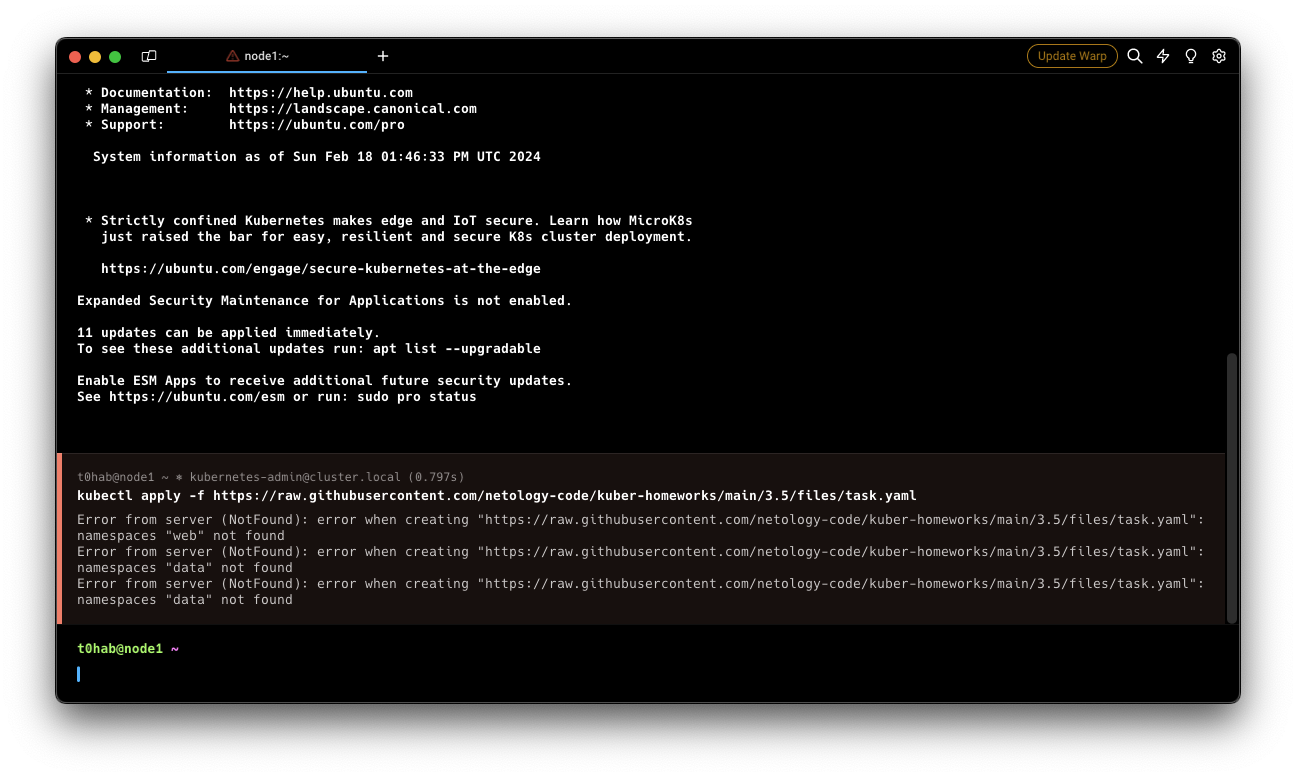 node1:~
+
Update Warp
* Documentation:  https://help.ubuntu.com
* Management:     https://landscape.canonical.com
* Support:        https://ubuntu.com/pro
System information as of Sun Feb 18 01:46:33 PM UTC 2024
* Strictly confined Kubernetes makes edge and IoT secure. Learn how MicroK8s
just raised the bar for easy, resilient and secure K8s cluster deployment.
https://ubuntu.com/engage/secure-kubernetes-at-the-edge
Expanded Security Maintenance for Applications is not enabled.
11 updates can be applied immediately.
To see these additional updates run: apt list --upgradable
Enable ESM Apps to receive additional future security updates.
See https://ubuntu.com/esm or run: sudo pro status
t0hab@node1 ~ ⎈ kubernetes-admin@cluster.local (0.797s)
kubectl apply -f https://raw.githubusercontent.com/netology-code/kuber-homeworks/main/3.5/files/task.yaml
Error from server (NotFound): error when creating "https://raw.githubusercontent.com/netology-code/kuber-homeworks/main/3.5/files/task.yaml":
namespaces "web" not found
Error from server (NotFound): error when creating "https://raw.githubusercontent.com/netology-code/kuber-homeworks/main/3.5/files/task.yaml":
namespaces "data" not found
Error from server (NotFound): error when creating "https://raw.githubusercontent.com/netology-code/kuber-homeworks/main/3.5/files/task.yaml":
namespaces "data" not found
t0hab@node1 ~